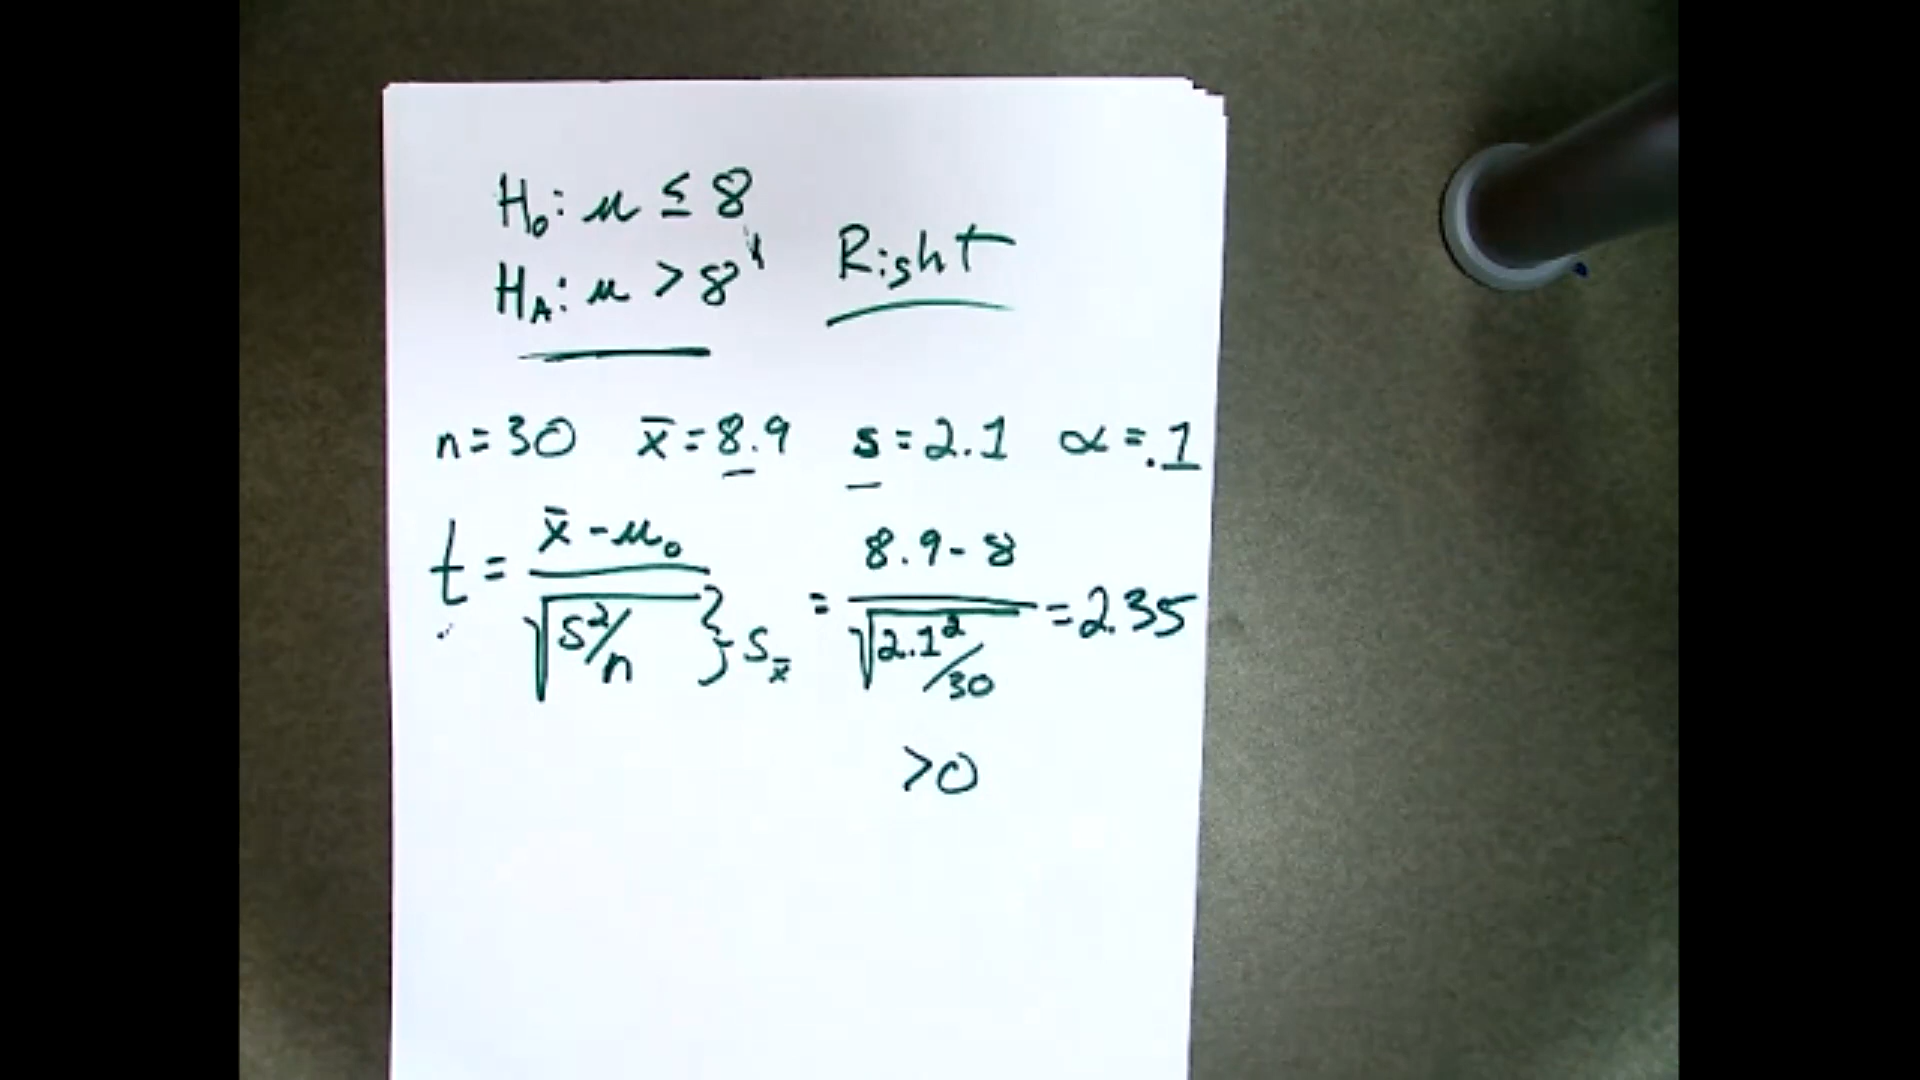 H₀: μ ≤ 8
H_A: μ > 8 Right
n = 30 x̄ = 8.9 s = 2.1 α = .1
t = (x̄ - μ₀) / √(s²/n) } s_x̄ = (8.9 - 8) / √(2.1²/30) = 2.35
>0